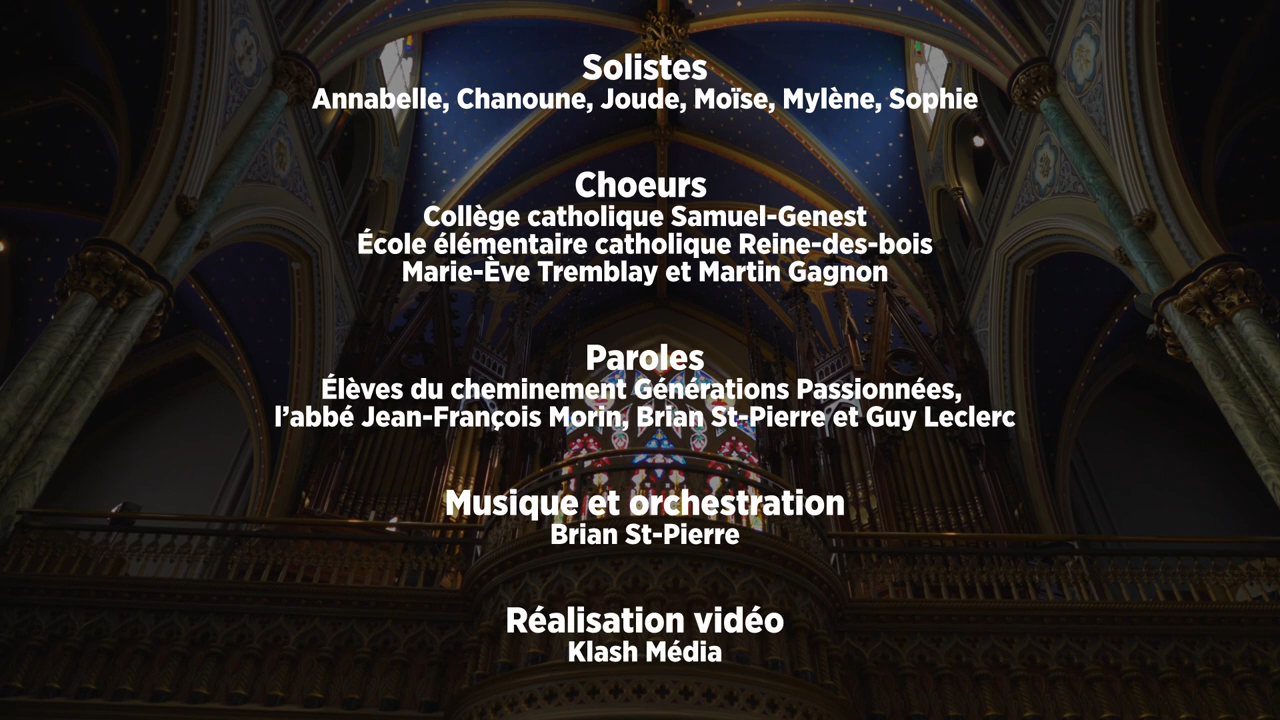 Solistes
Annabelle, Chanoune, Joude, Moïse, Mylène, Sophie
Choeurs
Collège catholique Samuel-Genest
École élémentaire catholique Reine-des-bois
Marie-Ève Tremblay et Martin Gagnon
Paroles
Élèves du cheminement Générations Passionnées,
l’abbé Jean-François Morin, Brian St-Pierre et Guy Leclerc
Musique et orchestration
Brian St-Pierre
Réalisation vidéo
Klash Média